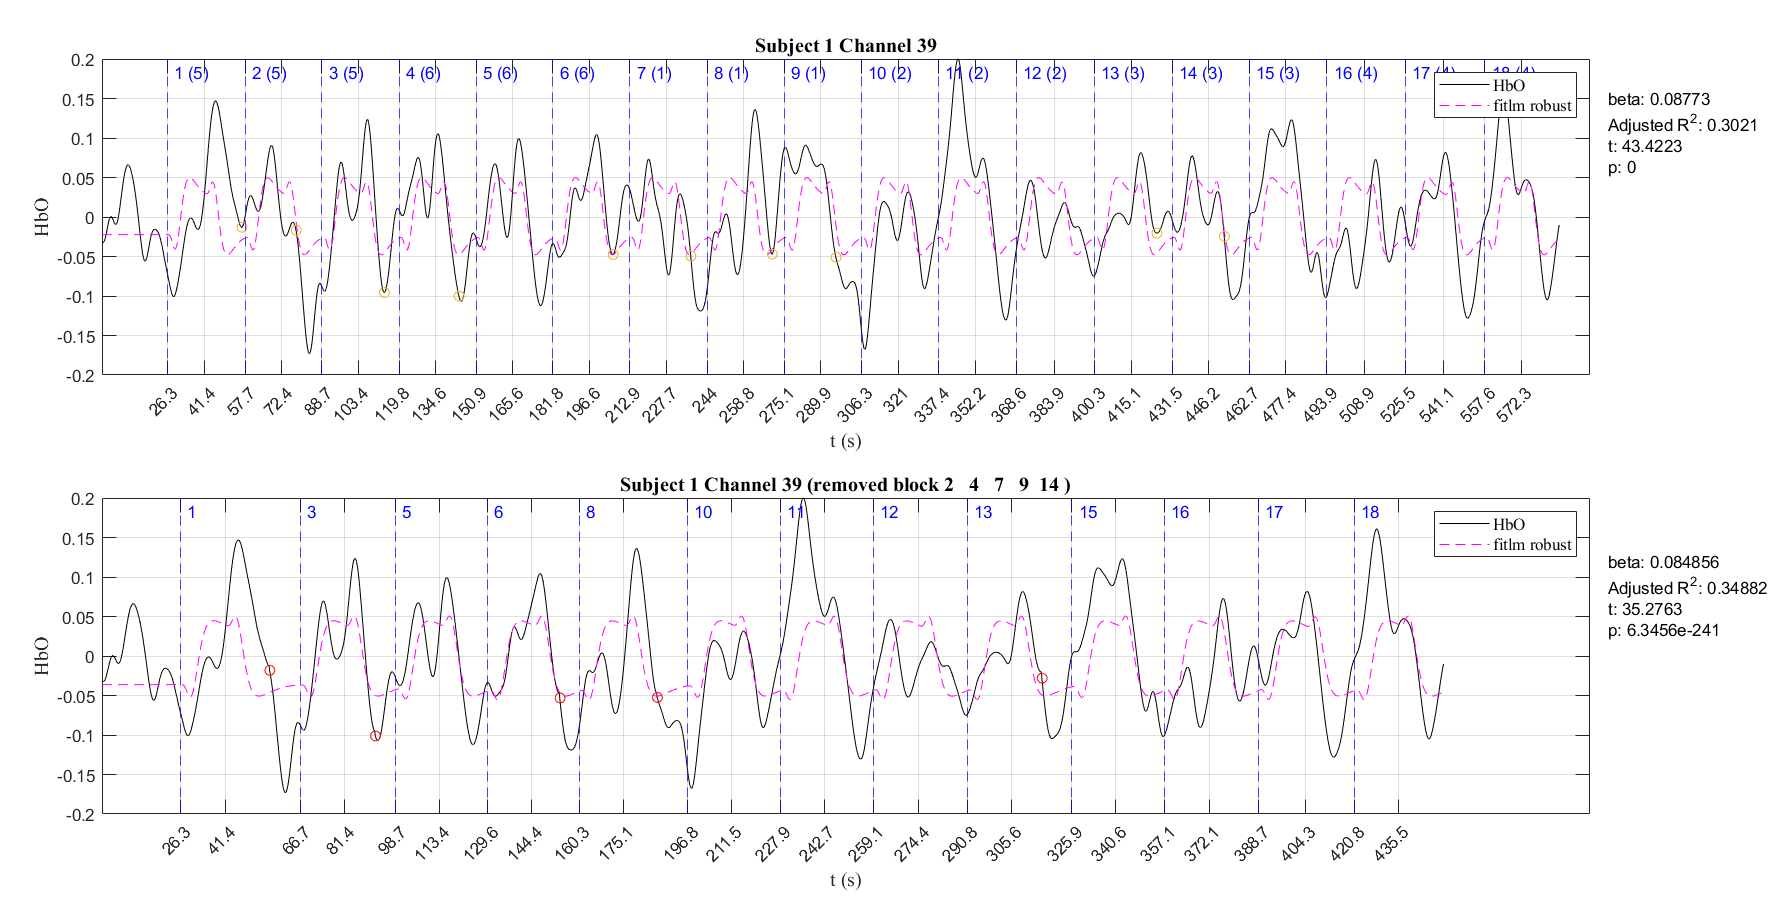 Subject 1 Channel 39
0.2
0.15
0.1
0.05
0
-0.05
-0.1
-0.15
-0.2
HbO
1 (5) 2 (5) 3 (5) 4 (6) 5 (6) 6 (6) 7 (1) 8 (1) 9 (1) 10 (2) 11 (2) 12 (2) 13 (3) 14 (3) 15 (3) 16 (4) 17 (4) 18 (4)
HbO
fitlm robust
beta: 0.08773
Adjusted R2: 0.3021
t: 43.4223
p: 0
26.3 41.4 57.7 72.4 88.7 103.4 119.8 134.6 150.9 165.6 181.8 196.6 212.9 227.7 244 258.8 275.1 289.9 306.3 321 337.4 352.2 368.6 383.9 400.3 415.1 431.5 446.2 462.7 477.4 493.9 508.9 525.5 541.1 557.6 572.3
t (s)
Subject 1 Channel 39 (removed block 2 4 7 9 14 )
0.2
0.15
0.1
0.05
0
-0.05
-0.1
-0.15
-0.2
HbO
1 3 5 6 8 10 11 12 13 15 16 17 18
HbO
fitlm robust
beta: 0.084856
Adjusted R2: 0.34882
t: 35.2763
p: 6.3456e-241
26.3 41.4 66.7 81.4 98.7 113.4 129.6 144.4 160.3 175.1 196.8 211.5 227.9 242.7 259.1 274.4 290.8 305.6 325.9 340.6 357.1 372.1 388.7 404.3 420.8 435.5
t (s)